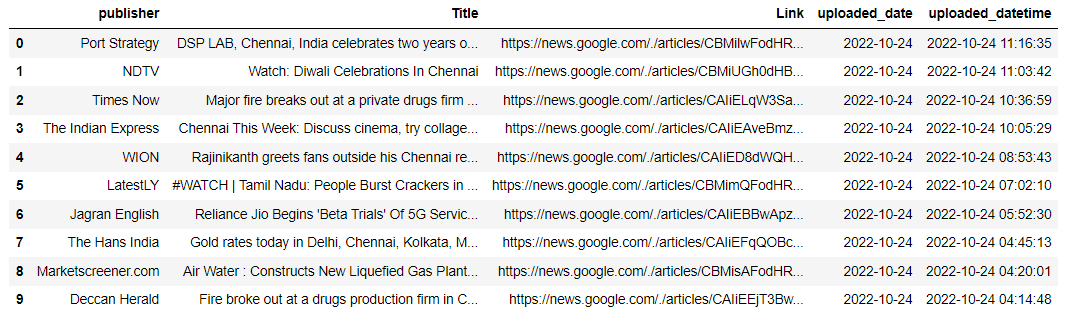 publisher Title Link uploaded_date uploaded_datetime
0 Port Strategy DSP LAB, Chennai, India celebrates two years o... https://news.google.com/./articles/CBMilwFodHR... 2022-10-24 2022-10-24 11:16:35
1 NDTV Watch: Diwali Celebrations In Chennai https://news.google.com/./articles/CBMiUGh0dHB... 2022-10-24 2022-10-24 11:03:42
2 Times Now Major fire breaks out at a private drugs firm ... https://news.google.com/./articles/CAIiELqW3Sa... 2022-10-24 2022-10-24 10:36:59
3 The Indian Express Chennai This Week: Discuss cinema, try collage... https://news.google.com/./articles/CAIiEAveBmz... 2022-10-24 2022-10-24 10:05:29
4 WION Rajinikanth greets fans outside his Chennai re... https://news.google.com/./articles/CAIiED8dWQH... 2022-10-24 2022-10-24 08:53:43
5 LatestLY #WATCH | Tamil Nadu: People Burst Crackers in ... https://news.google.com/./articles/CBMimQFodHR... 2022-10-24 2022-10-24 07:02:10
6 Jagran English Reliance Jio Begins 'Beta Trials' Of 5G Servic... https://news.google.com/./articles/CAIiEBBwApz... 2022-10-24 2022-10-24 05:52:30
7 The Hans India Gold rates today in Delhi, Chennai, Kolkata, M... https://news.google.com/./articles/CAIiEFqQOBc... 2022-10-24 2022-10-24 04:45:13
8 Marketscreener.com Air Water : Constructs New Liquefied Gas Plant... https://news.google.com/./articles/CBMisAFodHR... 2022-10-24 2022-10-24 04:20:01
9 Deccan Herald Fire broke out at a drugs production firm in C... https://news.google.com/./articles/CAIiEEjT3Bw... 2022-10-24 2022-10-24 04:14:48